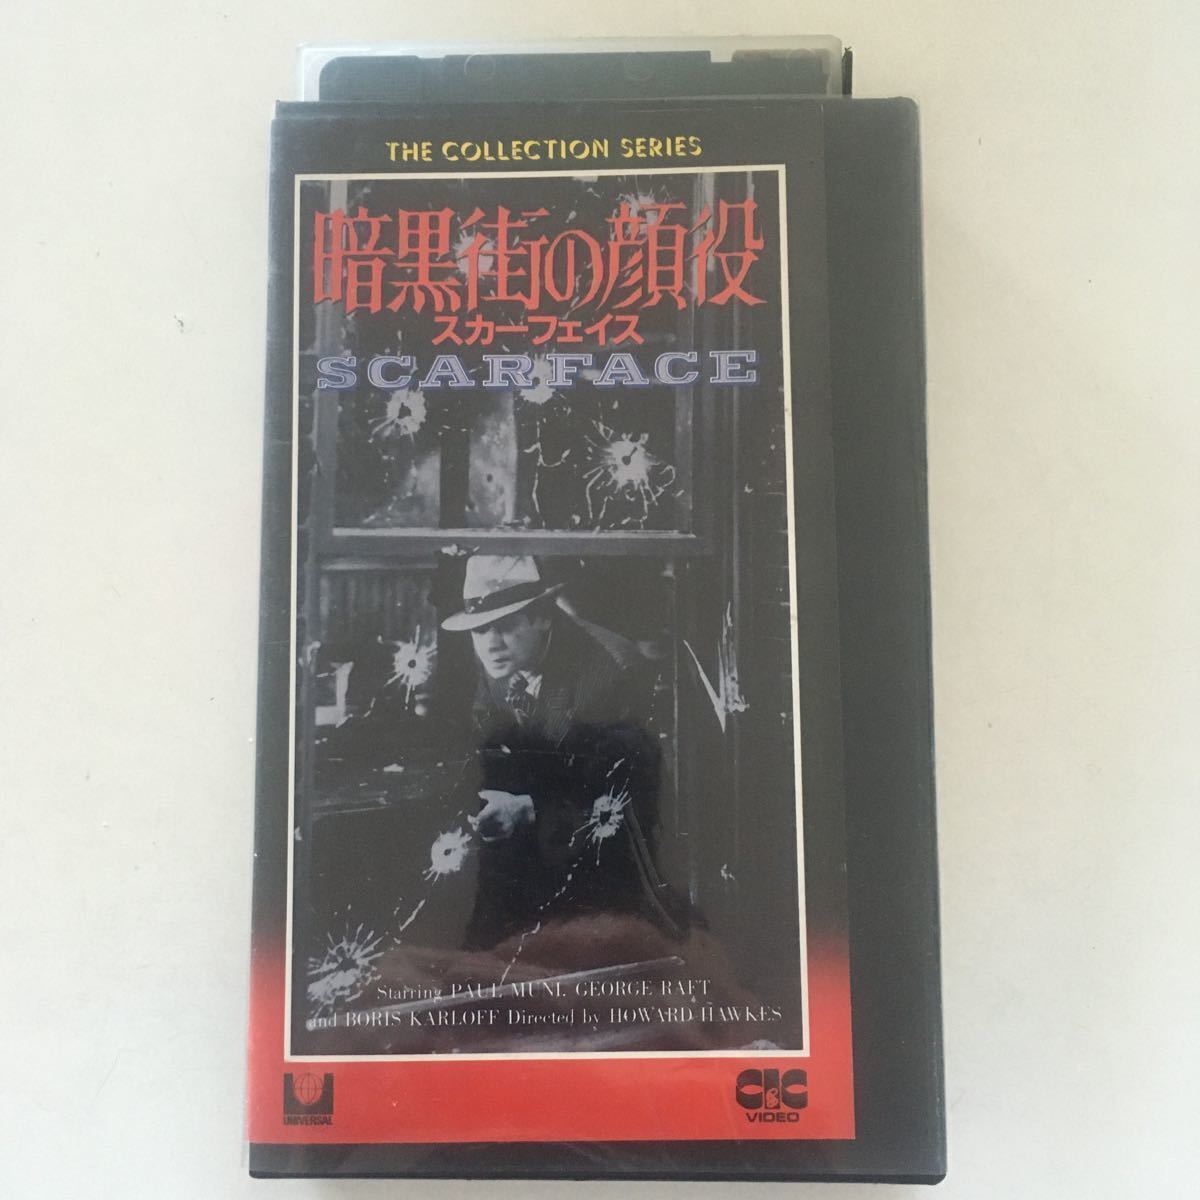 THE COLLECTION SERIES
暗黒街の顔役
スカーフェイス
SCARFACE
Starring PAUL MUNI, GEORGE RAFT
and BORIS KARLOFF Directed by HOWARD HAWKES
UNIVERSAL
CIC
VIDEO